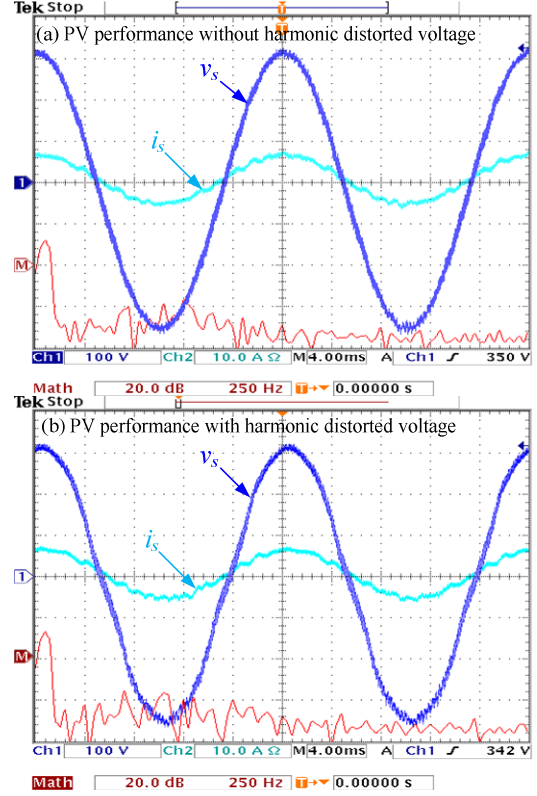 Tek Stop
T
(a) PV performance without harmonic distorted voltage
T
vs
is
1
M
Ch1 100 V Ch2 10.0 A Ω M 4.00ms A Ch1 350 V
Math 20.0 dB 250 Hz T 0.00000 s
Tek Stop
(b) PV performance with harmonic distorted voltage
vs
is
1
M
Ch1 100 V Ch2 10.0 A Ω M 4.00ms A Ch1 342 V
Math 20.0 dB 250 Hz T 0.00000 s